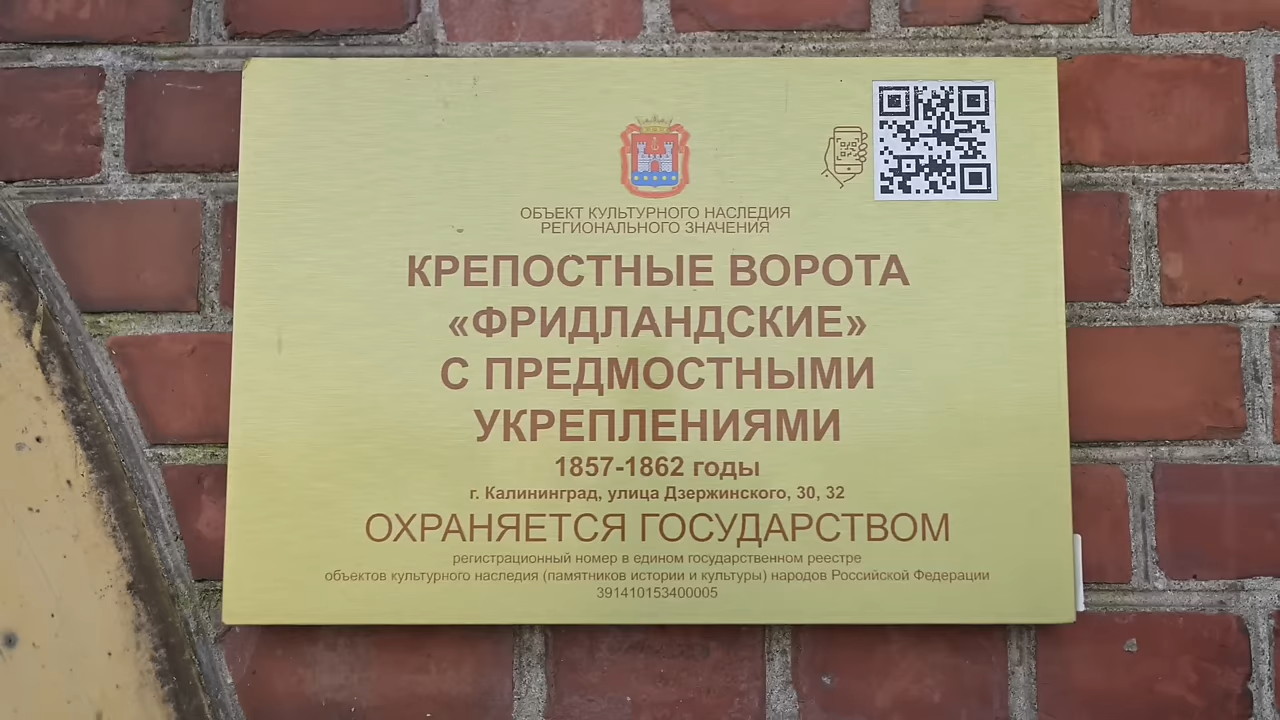 ОБЪЕКТ КУЛЬТУРНОГО НАСЛЕДИЯ
РЕГИОНАЛЬНОГО ЗНАЧЕНИЯ
КРЕПОСТНЫЕ ВОРОТА
«ФРИДЛАНДСКИЕ»
С ПРЕДМОСТНЫМИ
УКРЕПЛЕНИЯМИ
1857-1862 годы
г. Калининград, улица Дзержинского, 30, 32
ОХРАНЯЕТСЯ ГОСУДАРСТВОМ
регистрационный номер в едином государственном реестре
объектов культурного наследия (памятников истории и культуры) народов Российской Федерации
391410153400005